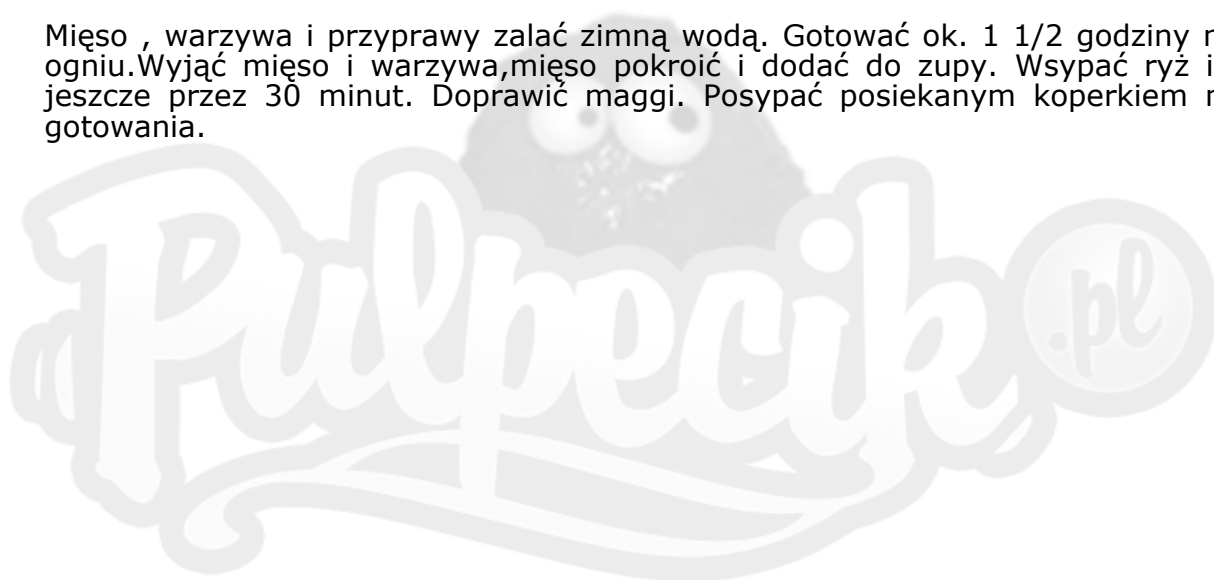 Mięso , warzywa i przyprawy zalać zimną wodą. Gotować ok. 1 1/2 godziny
ogniu.Wyjąć mięso i warzywa,mięso pokroić i dodać do zupy. Wsypać ryż i
jeszcze przez 30 minut. Doprawić maggi. Posypać posiekanym koperkiem
gotowania.
Pulpecik.pl